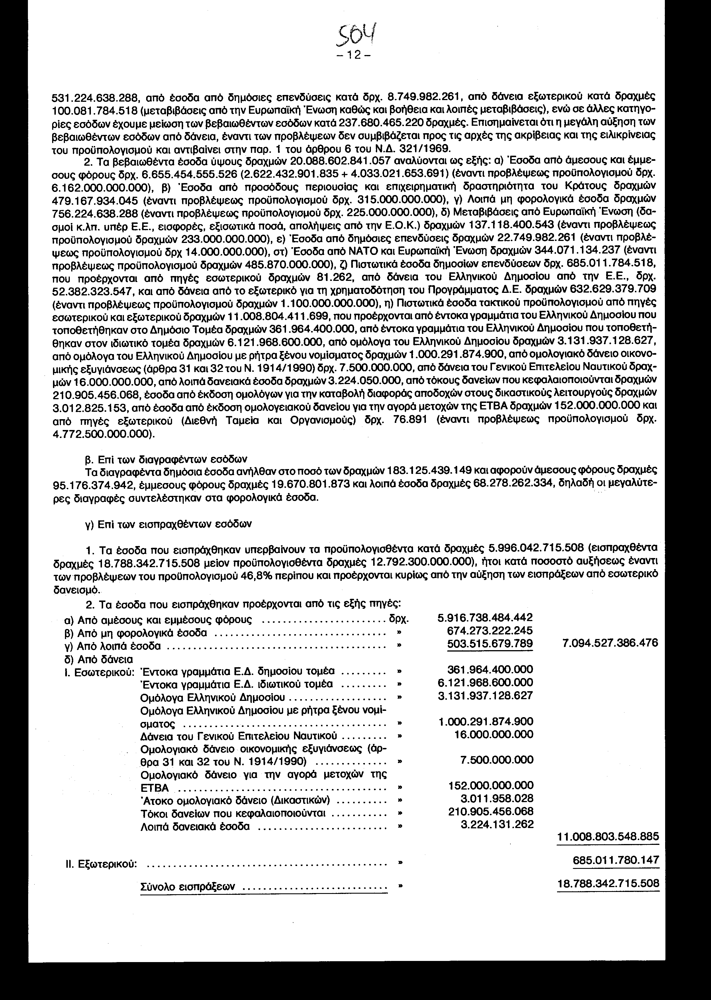 504
- 12 -
531.224.638.288, από έσοδα από δημόσιες επενδύσεις κατά δρχ. 8.749.982.261, από δάνεια εξωτερικού κατά δραχμές
100.081.784.518 (μεταβιβάσεις από την Ευρωπαϊκή Ένωση καθώς και βοήθεια και λοιπές μεταβιβάσεις), ενώ σε άλλες κατηγο-
ρίες εσόδων έχουμε μείωση των βεβαιωθέντων εσόδων κατά 237.680.465.220 δραχμές. Επισημαίνεται ότι η μεγάλη αύξηση των
βεβαιωθέντων εσόδων από δάνεια, έναντι των προβλέψεων δεν συμβιβάζεται προς τις αρχές της ακρίβειας και της ειλικρίνειας
του προϋπολογισμού και αντιβαίνει στην παρ. 1 του άρθρου 6 του Ν.Δ. 321/1969.
2. Τα βεβαιωθέντα έσοδα ύψους δραχμών 20.088.602.841.057 αναλύονται ως εξής: α) Έσοδα από άμεσους και έμμε-
σους φόρους δρχ. 6.655.454.555.526 (2.622.432.901.835 + 4.033.021.653.691) (έναντι προβλέψεως προϋπολογισμού δρχ.
6.162.000.000.000), β) Έσοδα από προσόδους περιουσίας και επιχειρηματική δραστηριότητα του Κράτους δραχμών
479.167.934.045 (έναντι προβλέψεως προϋπολογισμού δρχ. 315.000.000.000), γ) Λοιπά μη φορολογικά έσοδα δραχμών
756.224.638.288 (έναντι προβλέψεως προϋπολογισμού δρχ. 225.000.000.000), δ) Μεταβιβάσεις από Ευρωπαϊκή Ένωση (δα-
σμοί κ.λπ. υπέρ Ε.Ε., εισφορές, εξισωτικά ποσά, απολήψεις από την Ε.Ο.Κ.) δραχμών 137.118.400.543 (έναντι προβλέψεως
προϋπολογισμού δραχμών 233.000.000.000), ε) Έσοδα από δημόσιες επενδύσεις δραχμών 22.749.982.261 (έναντι προβλέ-
ψεως προϋπολογισμού δρχ 14.000.000.000), στ) Έσοδα από ΝΑΤΟ και Ευρωπαϊκή Ένωση δραχμών 344.071.134.237 (έναντι
προβλέψεως προϋπολογισμού δραχμών 485.870.000.000), ζ) Πιστωτικά έσοδα δημοσίων επενδύσεων δρχ. 685.011.784.518,
που προέρχονται από πηγές εσωτερικού δραχμών 81.262, από δάνεια του Ελληνικού Δημοσίου από την Ε.Ε., δρχ.
52.382.323.547, και από δάνεια από το εξωτερικό για τη χρηματοδότηση του Προγράμματος Δ.Ε. δραχμών 632.629.379.709
(έναντι προβλέψεως προϋπολογισμού δραχμών 1.100.000.000.000), η) Πιστωτικά έσοδα τακτικού προϋπολογισμού από πηγές
εσωτερικού και εξωτερικού δραχμών 11.008.804.411.699, που προέρχονται από έντοκα γραμμάτια του Ελληνικού Δημοσίου που
τοποθετήθηκαν στο Δημόσιο Τομέα δραχμών 361.964.400.000, από έντοκα γραμμάτια του Ελληνικού Δημοσίου που τοποθετή-
θηκαν στον ιδιωτικό τομέα δραχμών 6.121.968.600.000, από ομόλογα του Ελληνικού Δημοσίου δραχμών 3.131.937.128.627,
από ομόλογα του Ελληνικού Δημοσίου με ρήτρα ξένου νομίσματος δραχμών 1.000.291.874.900, από ομολογιακό δάνειο οικονο-
μικής εξυγιάνσεως (άρθρα 31 και 32 του Ν. 1914/1990) δρχ. 7.500.000.000, από δάνεια του Γενικού Επιτελείου Ναυτικού δραχ-
μών 16.000.000.000, από λοιπά δανειακά έσοδα δραχμών 3.224.050.000, από τόκους δανείων που κεφαλαιοποιούνται δραχμών
210.905.456.068, έσοδα από έκδοση ομολόγων για την καταβολή διαφοράς αποδοχών στους δικαστικούς λειτουργούς δραχμών
3.012.825.153, από έσοδα από έκδοση ομολογειακού δανείου για την αγορά μετοχών της ΕΤΒΑ δραχμών 152.000.000.000 και
από πηγές εξωτερικού (Διεθνή Ταμεία και Οργανισμούς) δρχ. 76.891 (έναντι προβλέψεως προϋπολογισμού δρχ.
4.772.500.000.000).
β. Επί των διαγραφέντων εσόδων
Τα διαγραφέντα δημόσια έσοδα ανήλθαν στο ποσό των δραχμών 183.125.439.149 και αφορούν άμεσους φόρους δραχμές
95.176.374.942, έμμεσους φόρους δραχμές 19.670.801.873 και λοιπά έσοδα δραχμές 68.278.262.334, δηλαδή οι μεγαλύτε-
ρες διαγραφές συντελέστηκαν στα φορολογικά έσοδα.
γ) Επί των εισπραχθέντων εσόδων
1. Τα έσοδα που εισπράχθηκαν υπερβαίνουν τα προϋπολογισθέντα κατά δραχμές 5.996.042.715.508 (εισπραχθέντα
δραχμές 18.788.342.715.508 μείον προϋπολογισθέντα δραχμές 12.792.300.000.000), ήτοι κατά ποσοστό αυξήσεως έναντι
των προβλέψεων του προϋπολογισμού 46,8% περίπου και προέρχονται κυρίως από την αύξηση των εισπράξεων από εσωτερικό
δανεισμό.
2. Τα έσοδα που εισπράχθηκαν προέρχονται από τις εξής πηγές:
α) Από αμέσους και εμμέσους φόρους ........................ δρχ. 5.916.738.484.442
β) Από μη φορολογικά έσοδα ................................. » 674.273.222.245
γ) Από λοιπά έσοδα .......................................... » 503.515.679.789 7.094.527.386.476
δ) Από δάνεια
Ι. Εσωτερικού: Έντοκα γραμμάτια Ε.Δ. δημοσίου τομέα ......... » 361.964.400.000
Έντοκα γραμμάτια Ε.Δ. ιδιωτικού τομέα ......... » 6.121.968.600.000
Ομόλογα Ελληνικού Δημοσίου ................... » 3.131.937.128.627
Ομόλογα Ελληνικού Δημοσίου με ρήτρα ξένου νομί-
σματος ....................................... » 1.000.291.874.900
Δάνεια του Γενικού Επιτελείου Ναυτικού ......... » 16.000.000.000
Ομολογιακό δάνειο οικονομικής εξυγιάνσεως (άρ-
θρα 31 και 32 του Ν. 1914/1990) .............. » 7.500.000.000
Ομολογιακό δάνειο για την αγορά μετοχών της
ΕΤΒΑ ........................................ » 152.000.000.000
Άτοκο ομολογιακό δάνειο (Δικαστικών) .......... » 3.011.958.028
Τόκοι δανείων που κεφαλαιοποιούνται ........... » 210.905.456.068
Λοιπά δανειακά έσοδα ......................... » 3.224.131.262
11.008.803.548.885
ΙΙ. Εξωτερικού: .............................................. » 685.011.780.147
Σύνολο εισπράξεων ............................ » 18.788.342.715.508